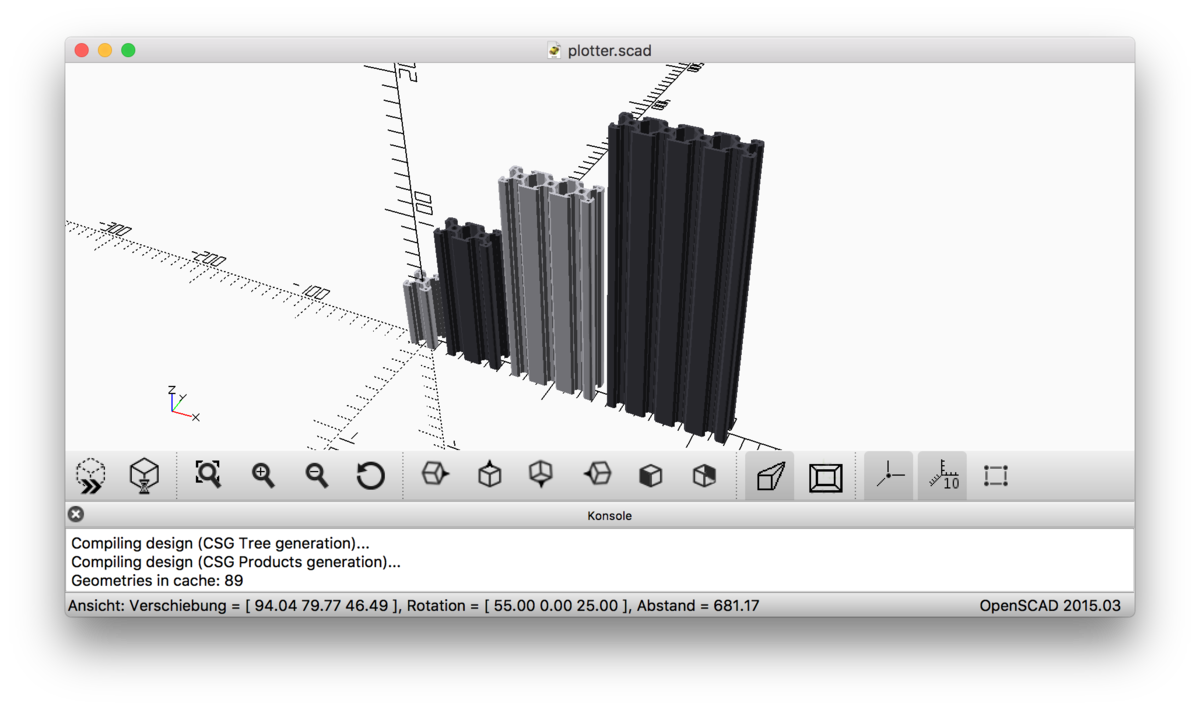 plotter.scad
-300
-200
-100
Z
Y
X
10
Konsole
Compiling design (CSG Tree generation)...
Compiling design (CSG Products generation)...
Geometries in cache: 89
Ansicht: Verschiebung = [ 94.04 79.77 46.49 ], Rotation = [ 55.00 0.00 25.00 ], Abstand = 681.17
OpenSCAD 2015.03